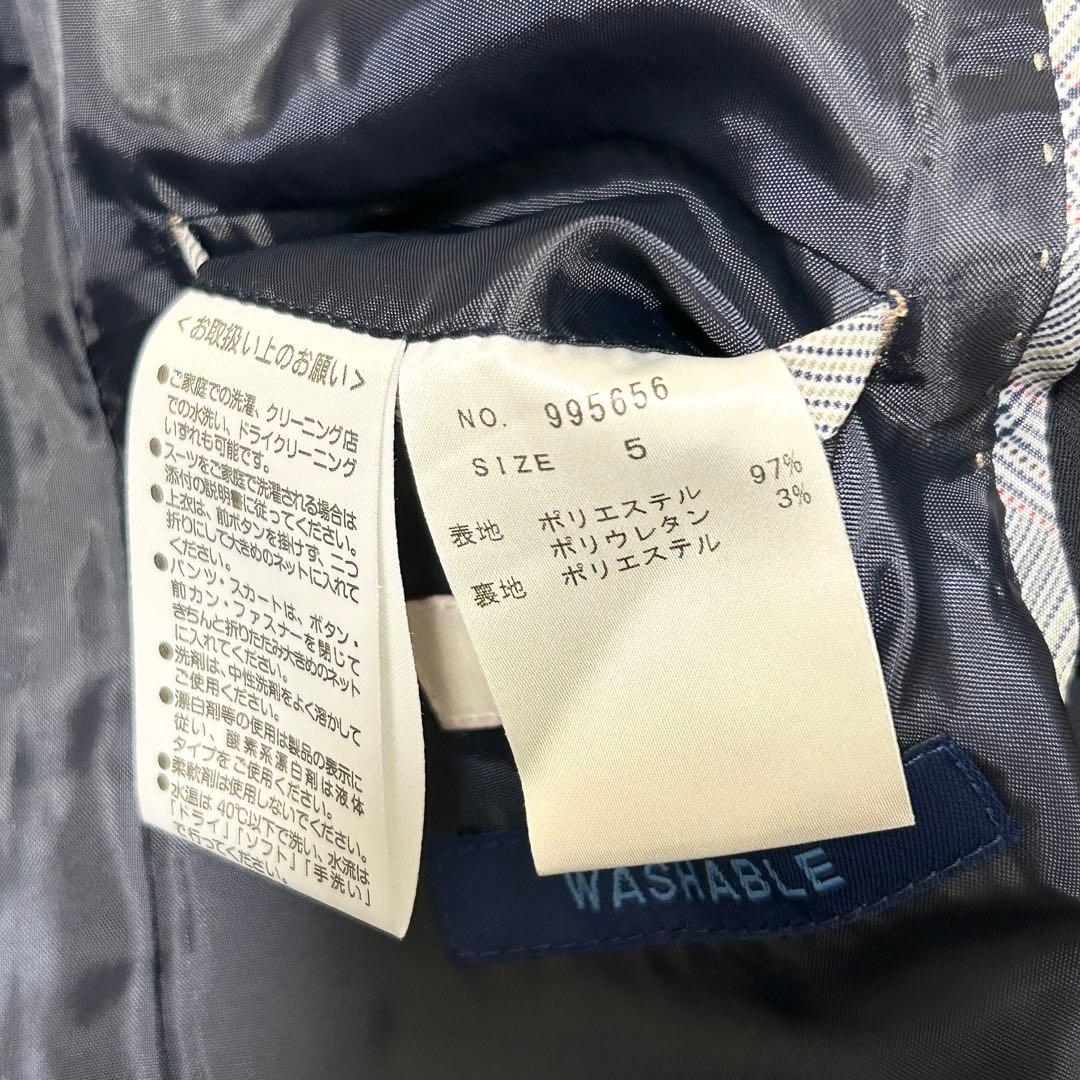 <お取扱い上のお願い>
●ご家庭での洗濯、クリーニング店
での水洗い、ドライクリーニング
いずれも可能です。
●スーツをご家庭で洗濯される場合は
添付の説明書に従ってください。
●上衣は、前ボタンを掛けず、二つ
折りにして大きめのネットに入れて
ください。
●パンツ・スカートは、ボタン・
前カン・ファスナーを閉じて
きちんと折りたたみ大きめのネット
に入れてください。
●洗剤は、中性洗剤をよく溶かして
ご使用ください。
●漂白剤等の使用は製品の表示に
従い、酸素系漂白剤は液体
タイプをご使用ください。
●柔軟剤は使用しないでください。
●水温は40℃以下で洗い、水流は
「ドライ」「ソフト」「手洗い」
で行ってください。
NO. 995656
SIZE 5
表地 ポリエステル 97%
ポリウレタン 3%
裏地 ポリエステル
WASHABLE